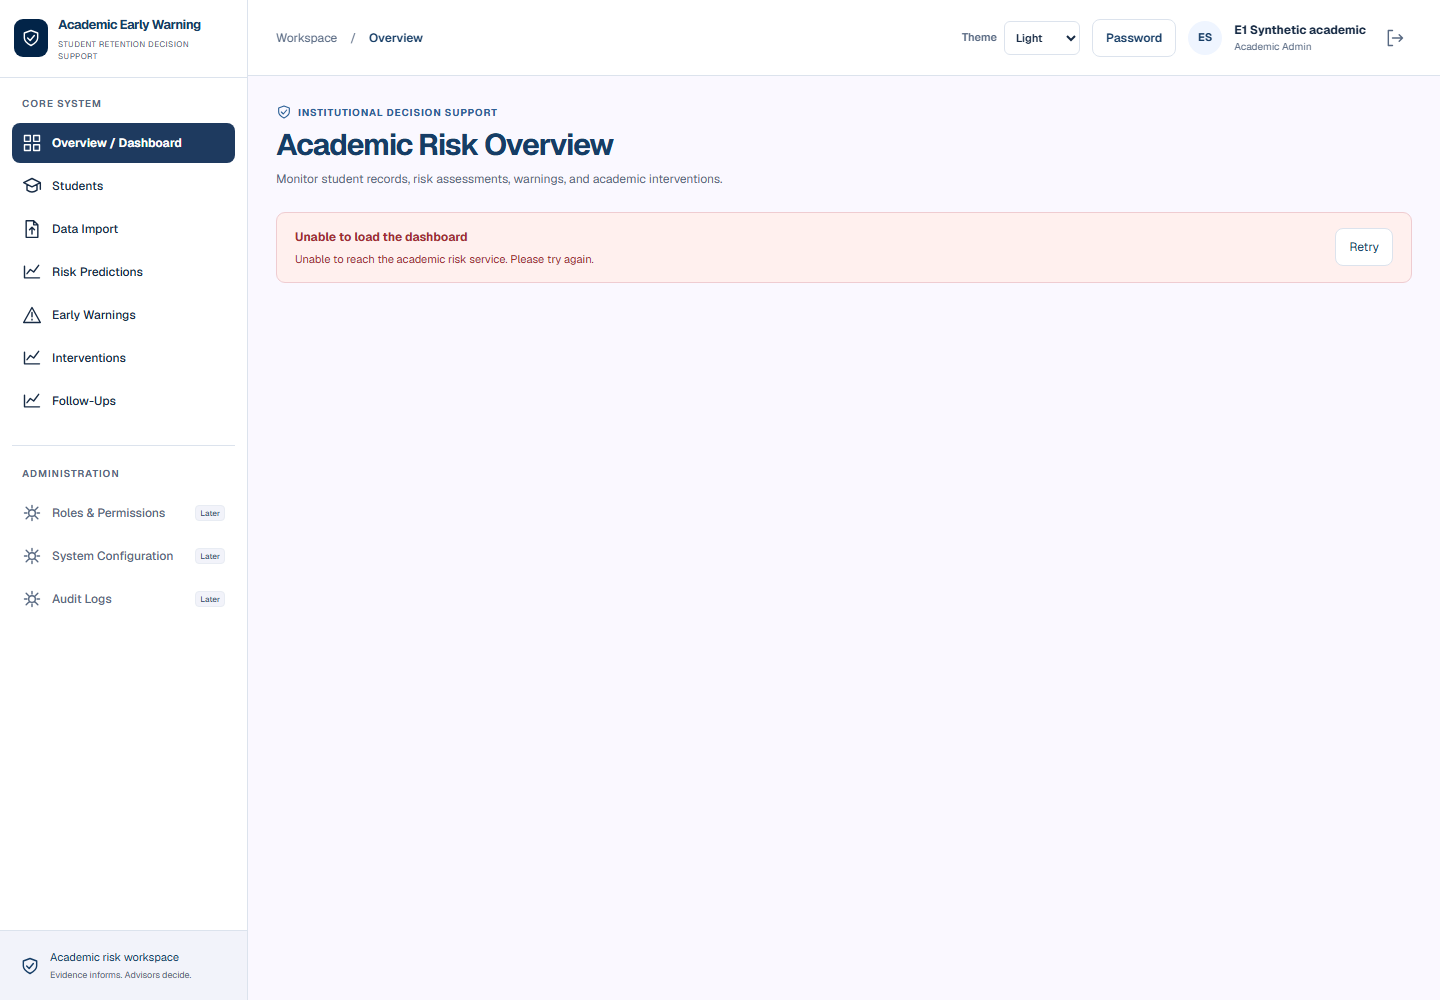 Academic Early Warning
STUDENT RETENTION DECISION
SUPPORT
CORE SYSTEM
Overview / Dashboard
Students
Data Import
Risk Predictions
Early Warnings
Interventions
Follow-Ups
ADMINISTRATION
Roles & Permissions Later
System Configuration Later
Audit Logs Later
Academic risk workspace
Evidence informs. Advisors decide.
Workspace / Overview
Theme Light Password ES E1 Synthetic academic
Academic Admin
INSTITUTIONAL DECISION SUPPORT
Academic Risk Overview
Monitor student records, risk assessments, warnings, and academic interventions.
Unable to load the dashboard
Unable to reach the academic risk service. Please try again.
Retry